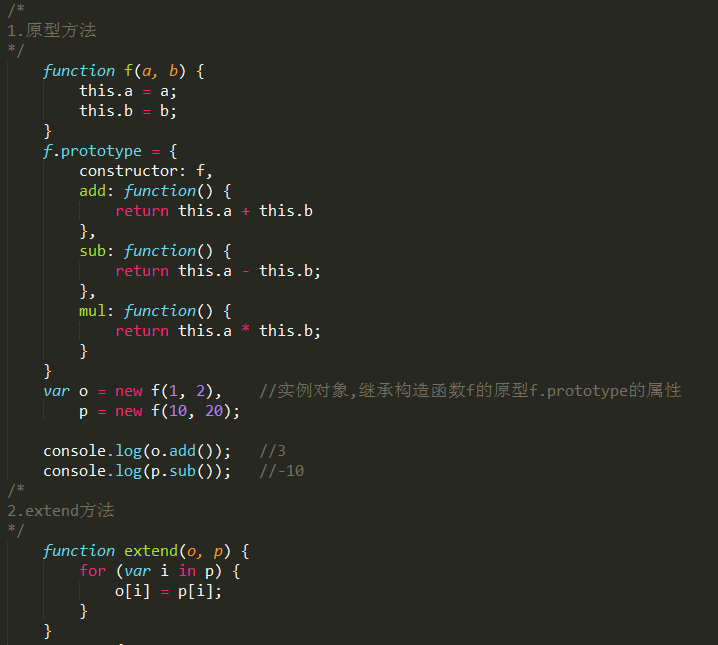 /*
1.原型方法
*/
    function f(a, b) {
        this.a = a;
        this.b = b;
    }
    f.prototype = {
        constructor: f,
        add: function() {
            return this.a + this.b
        },
        sub: function() {
            return this.a - this.b;
        },
        mul: function() {
            return this.a * this.b;
        }
    }
    var o = new f(1, 2),    //实例对象,继承构造函数f的原型f.prototype的属性
        p = new f(10, 20);

    console.log(o.add());   //3
    console.log(p.sub());   //-10
/*
2.extend方法
*/
    function extend(o, p) {
        for (var i in p) {
            o[i] = p[i];
        }
    }